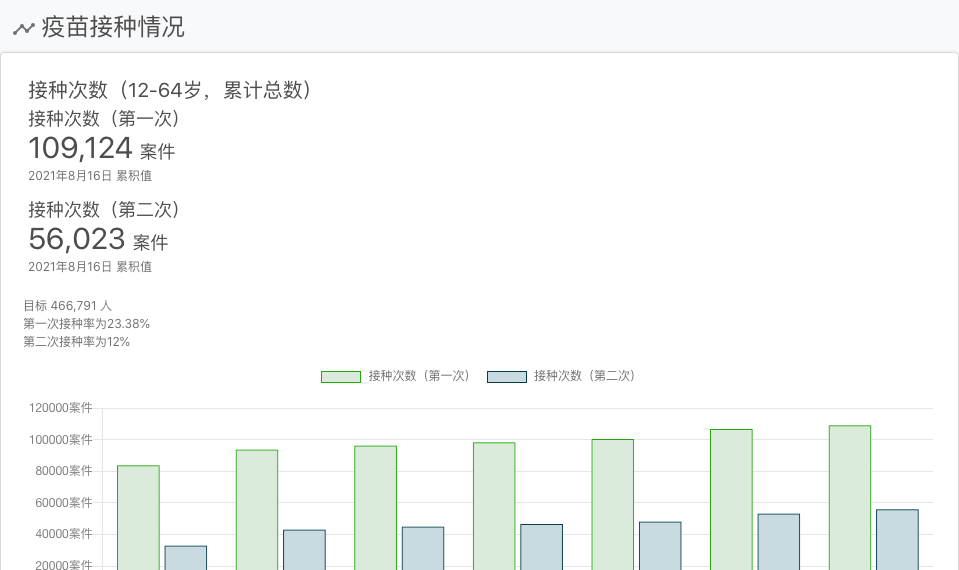 疫苗接种情况
接种次数（12-64岁，累计总数）
接种次数（第一次）
109,124 案件
2021年8月16日 累积值
接种次数（第二次）
56,023 案件
2021年8月16日 累积值
目标 466,791 人
第一次接种率为23.38%
第二次接种率为12%
接种次数（第一次） 接种次数（第二次）
120000案件
100000案件
80000案件
60000案件
40000案件
20000案件